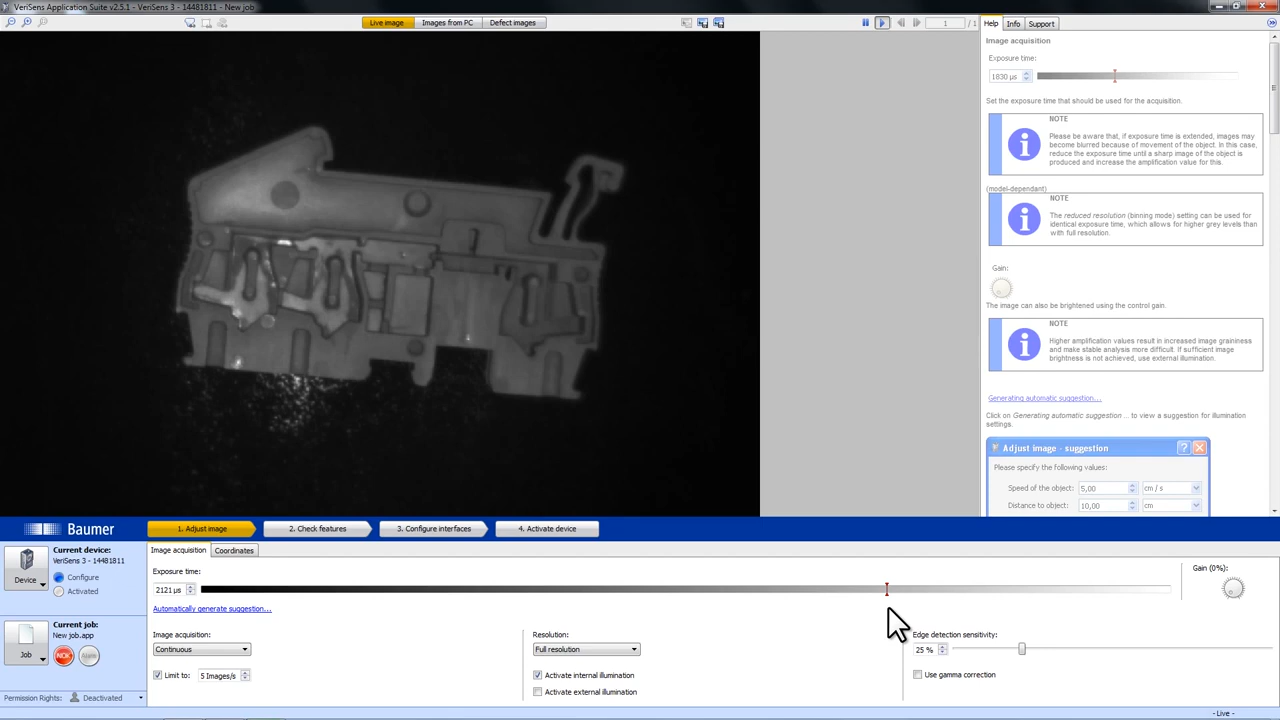 VeriSens Application Suite v2.5.1 - VeriSens 3 - 14481811 - New job
Live image
Images from PC
Defect images
1
/ 1
Help
Info
Support
Image acquisition
Exposure time:
1830 µs
Set the exposure time that should be used for the acquisition.
NOTE
Please be aware that, if exposure time is extended, images may
become blurred because of movement of the object. In this case,
reduce the exposure time until a sharp image of the object is
produced and increase the amplification value for this.
(model-dependant)
NOTE
The reduced resolution (binning mode) setting can be used for
identical exposure time, which allows for higher grey levels than
with full resolution.
Gain:
The image can also be brightened using the control gain.
NOTE
Higher amplification values result in increased image graininess
and make stable analysis more difficult. If sufficient image
brightness is not achieved, use external illumination.
Generating automatic suggestion...
Click on Generating automatic suggestion ... to view a suggestion for illumination
settings.
Adjust image - suggestion
Please specify the following values:
Speed of the object:
5,00
cm / s
Distance to object:
10,00
cm
Baumer
1. Adjust image
2. Check features
3. Configure interfaces
4. Activate device
Device
Current device:
VeriSens 3 - 14481811
Configure
Activated
Job
Current job:
New job.app
NOK
Permission Rights:
Deactivated
Image acquisition
Coordinates
Exposure time:
2121 µs
Gain (0%):
Automatically generate suggestion...
Image acquisition:
Continuous
Limit to:
5 Images/s
Resolution:
Full resolution
Activate internal illumination
Activate external illumination
Edge detection sensitivity:
25 %
Use gamma correction
- Live -